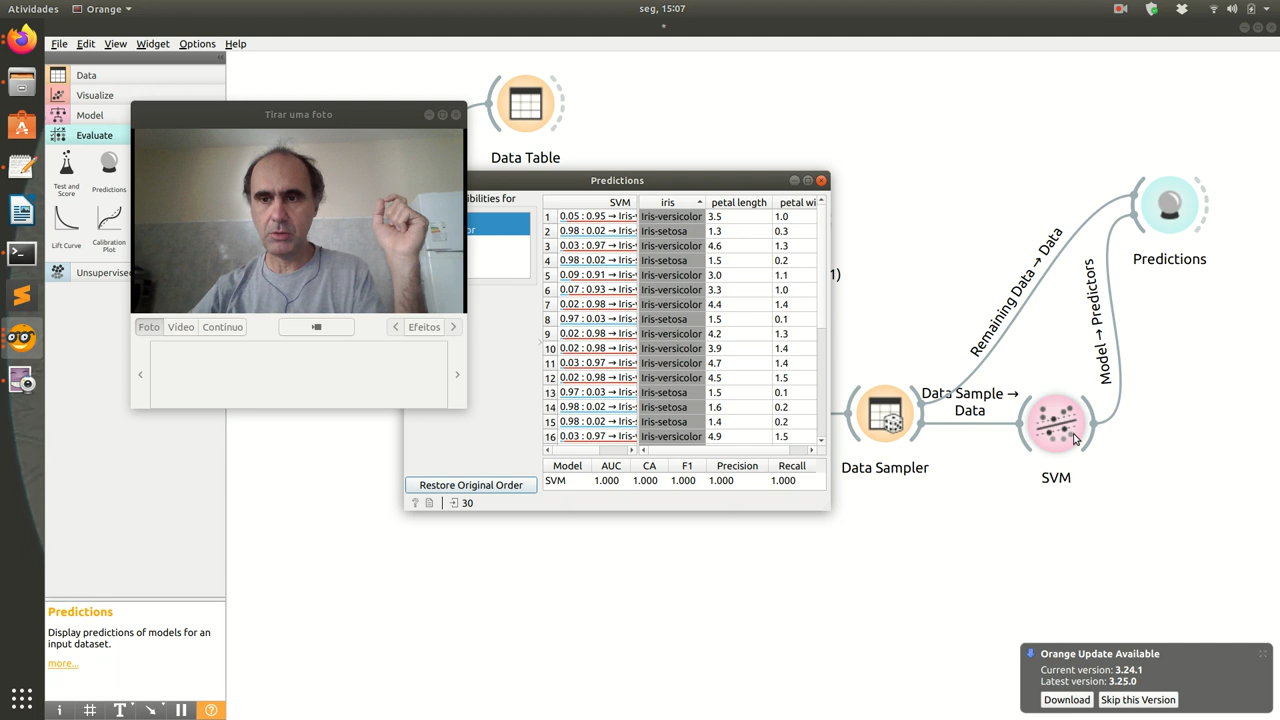 Atividades Orange seg, 15:07
File Edit View Widget Options Help
Data
Visualize
Model
Evaluate
Test and Score Predictions
Lift Curve Calibration Plot
Unsupervise
Tirar uma foto
Foto Vídeo Contínuo Efeitos
Data Table
Predictions
ibilities for
or
SVM iris petal length petal wi
1 0.05 : 0.95 → Iris- Iris-versicolor 3.5 1.0
2 0.98 : 0.02 → Iris- Iris-setosa 1.3 0.3
3 0.03 : 0.97 → Iris- Iris-versicolor 4.6 1.3
4 0.98 : 0.02 → Iris- Iris-setosa 1.5 0.2
5 0.09 : 0.91 → Iris- Iris-versicolor 3.0 1.1
6 0.07 : 0.93 → Iris- Iris-versicolor 3.3 1.0
7 0.02 : 0.98 → Iris- Iris-versicolor 4.4 1.4
8 0.97 : 0.03 → Iris- Iris-setosa 1.5 0.1
9 0.02 : 0.98 → Iris- Iris-versicolor 4.2 1.3
10 0.02 : 0.98 → Iris- Iris-versicolor 3.9 1.4
11 0.03 : 0.97 → Iris- Iris-versicolor 4.7 1.4
12 0.02 : 0.98 → Iris- Iris-versicolor 4.5 1.5
13 0.97 : 0.03 → Iris- Iris-setosa 1.5 0.1
14 0.98 : 0.02 → Iris- Iris-setosa 1.6 0.2
15 0.98 : 0.02 → Iris- Iris-setosa 1.4 0.2
16 0.03 : 0.97 → Iris- Iris-versicolor 4.9 1.5
Model AUC CA F1 Precision Recall
SVM 1.000 1.000 1.000 1.000 1.000
Restore Original Order
? 30
1)
Data Sampler
Data Sample →
Data
SVM
Remaining Data → Data
Model → Predictors
Predictions
Predictions
Display predictions of models for an
input dataset.
more...
Orange Update Available
Current version: 3.24.1
Latest version: 3.25.0
Download Skip this Version